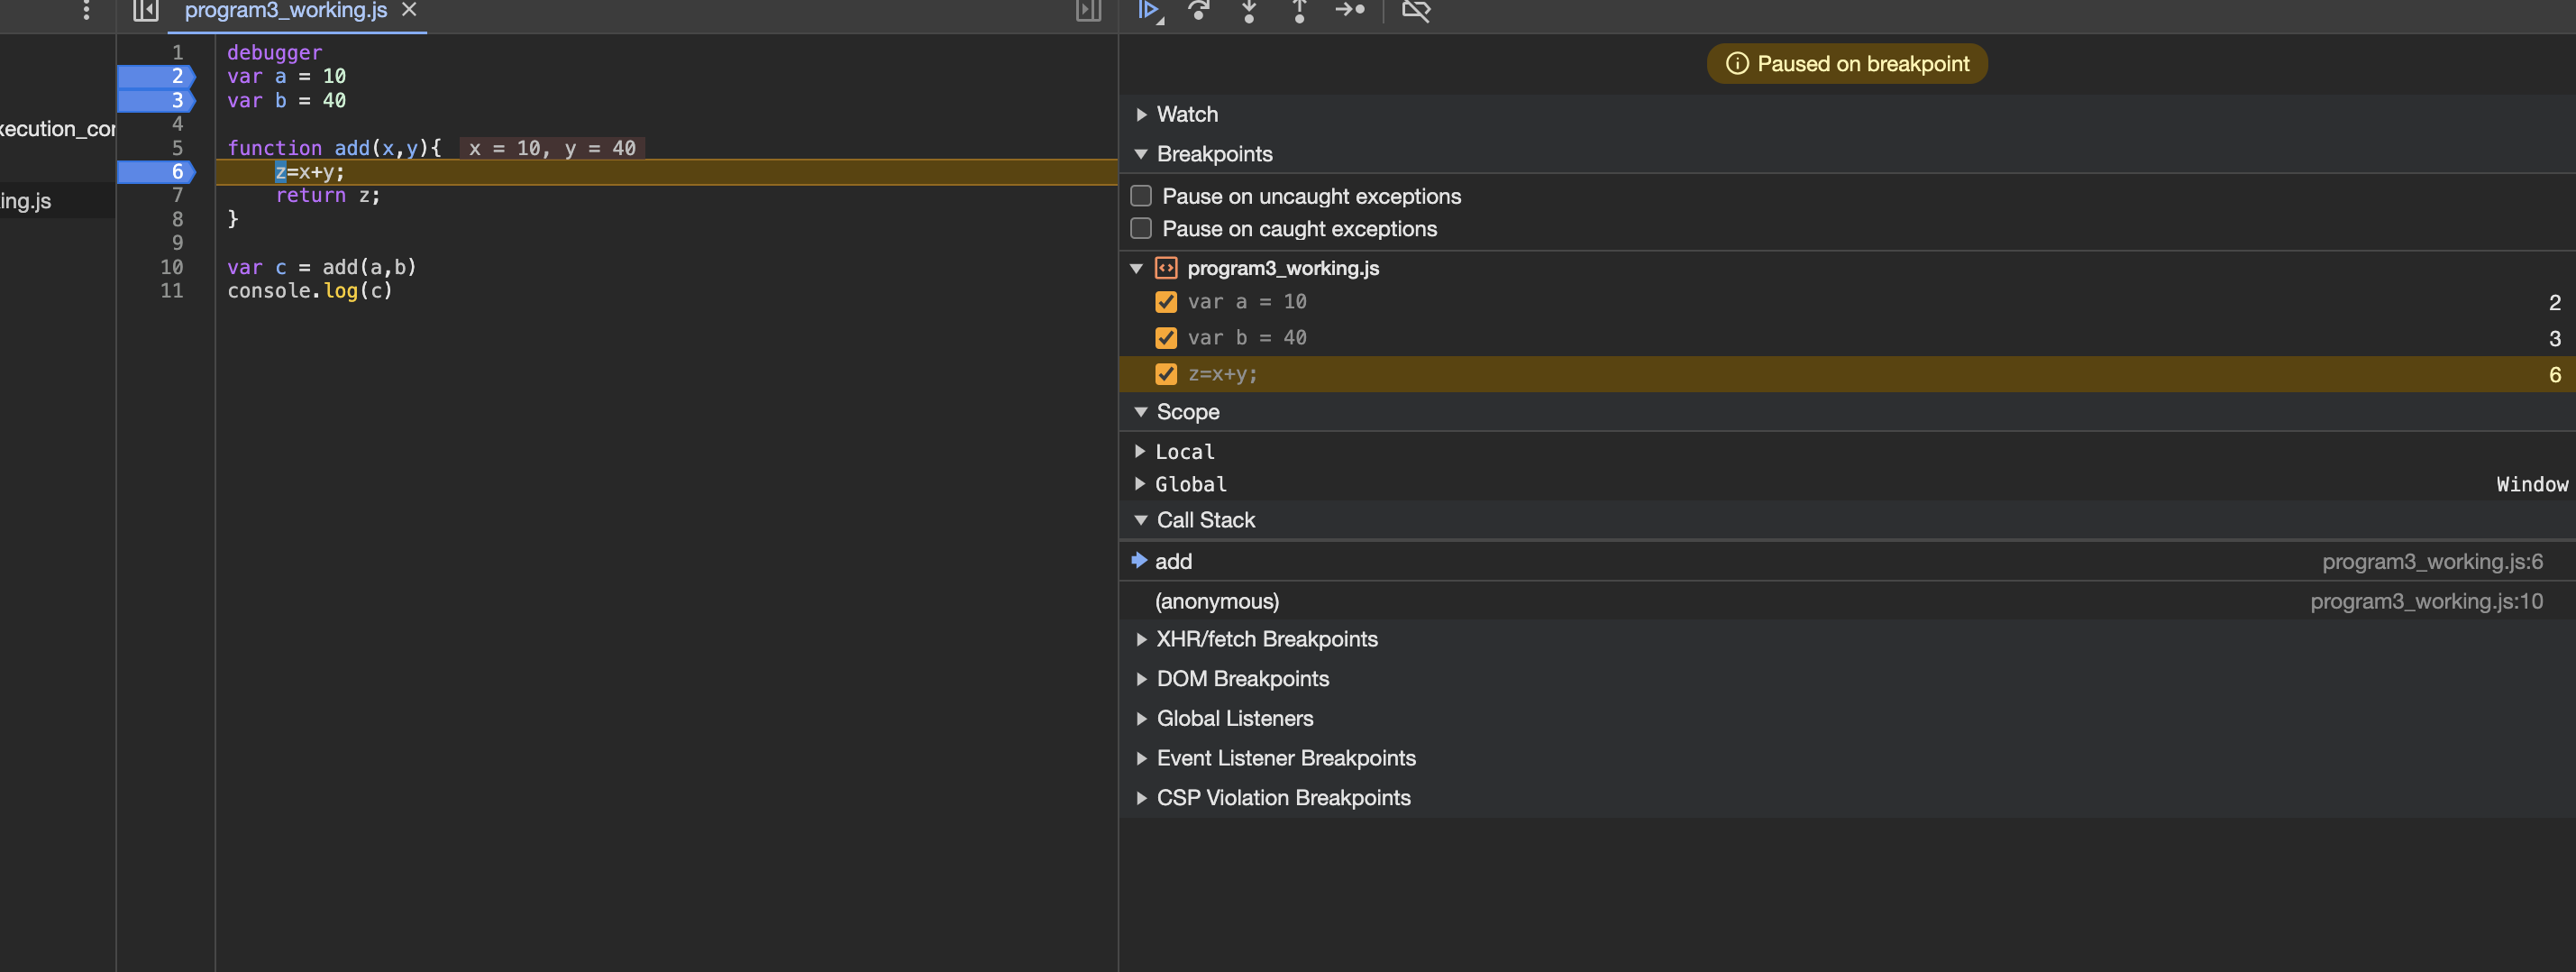 program3_working.js
xecution_co
ing.js
1 debugger
2 var a = 10
3 var b = 40
4
5 function add(x,y){ x = 10, y = 40
6 z=x+y;
7 return z;
8 }
9
10 var c = add(a,b)
11 console.log(c)
Paused on breakpoint
Watch
Breakpoints
Pause on uncaught exceptions
Pause on caught exceptions
program3_working.js
var a = 10 2
var b = 40 3
z=x+y; 6
Scope
Local
Global Window
Call Stack
add program3_working.js:6
(anonymous) program3_working.js:10
XHR/fetch Breakpoints
DOM Breakpoints
Global Listeners
Event Listener Breakpoints
CSP Violation Breakpoints